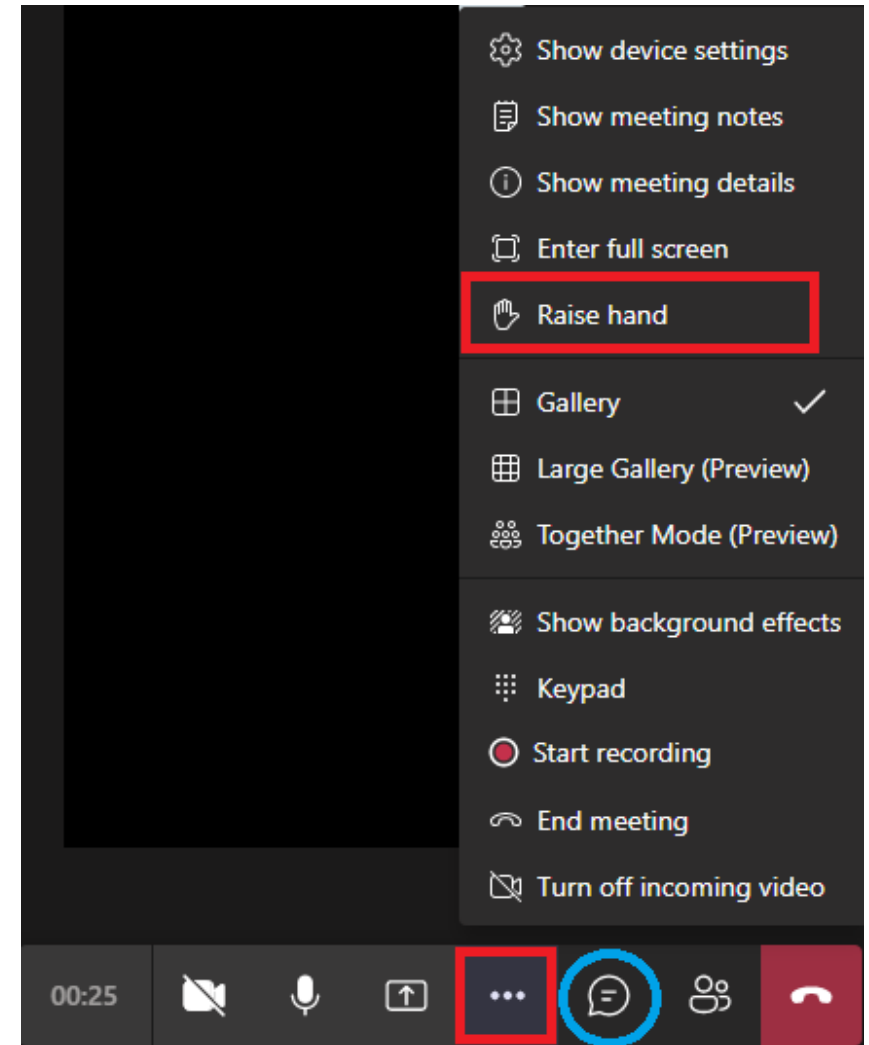 Show device settings
Show meeting notes
Show meeting details
Enter full screen
Raise hand
Gallery
Large Gallery (Preview)
Together Mode (Preview)
Show background effects
Keypad
Start recording
End meeting
Turn off incoming video
00:25